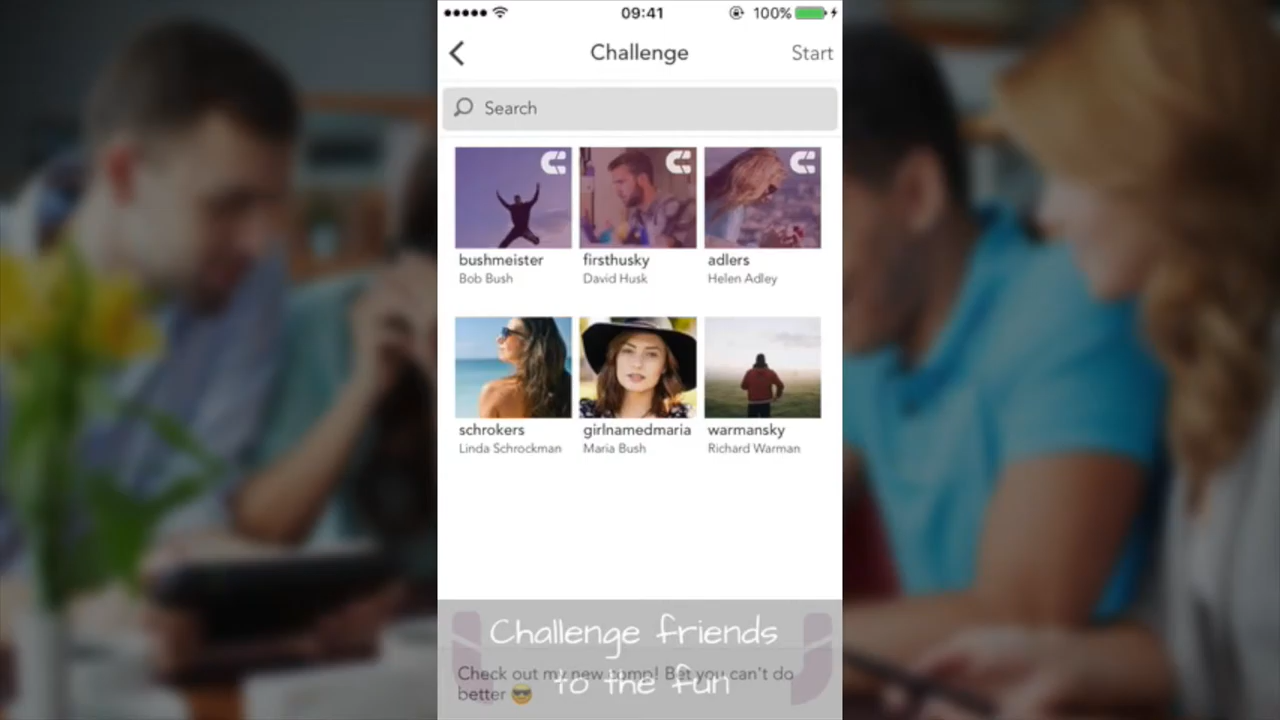 09:41
100%
Challenge
Start
Search
bushmeister
firsthusky
adlers
Bob Bush
David Husk
Helen Adley
schrokers
girlnamedmaria
warmansky
Linda Schrockman
Maria Bush
Richard Warman
Challenge friends
to the fun
Check out my new comp! Bet you can't do
better 😎